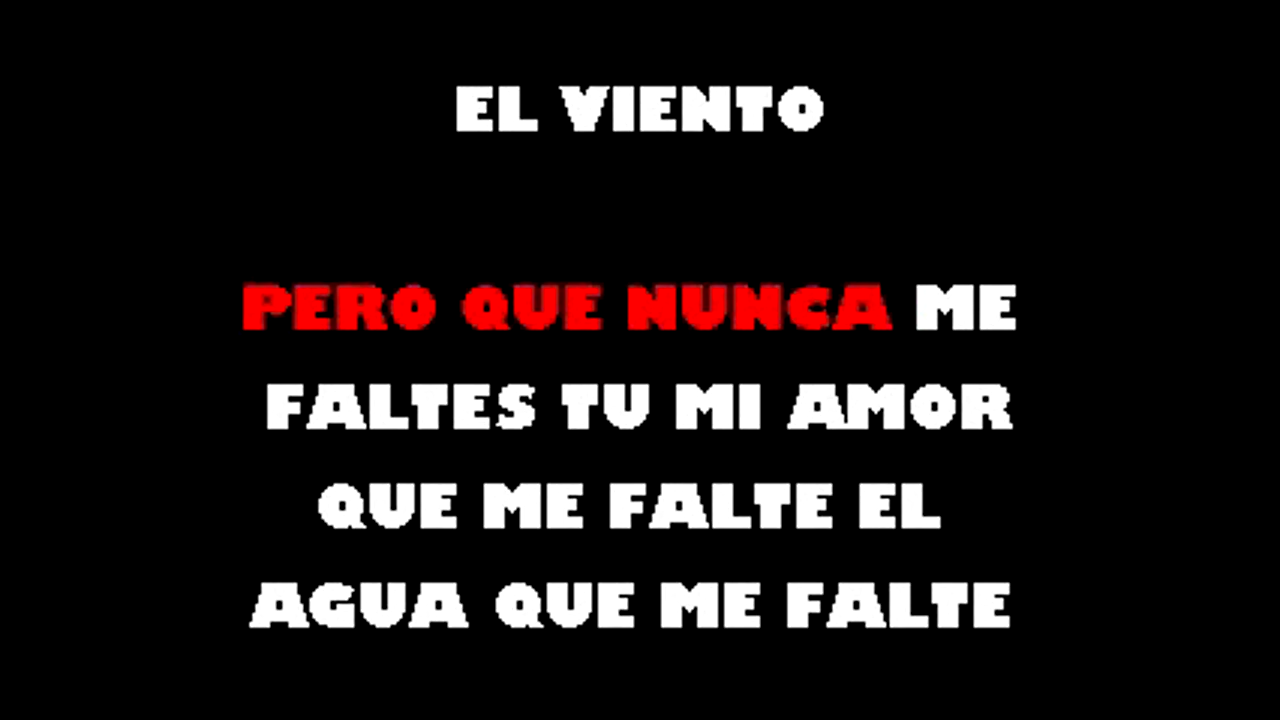 EL VIENTO
PERO QUE NUNCA ME
FALTES TU MI AMOR
QUE ME FALTE EL
AGUA QUE ME FALTE